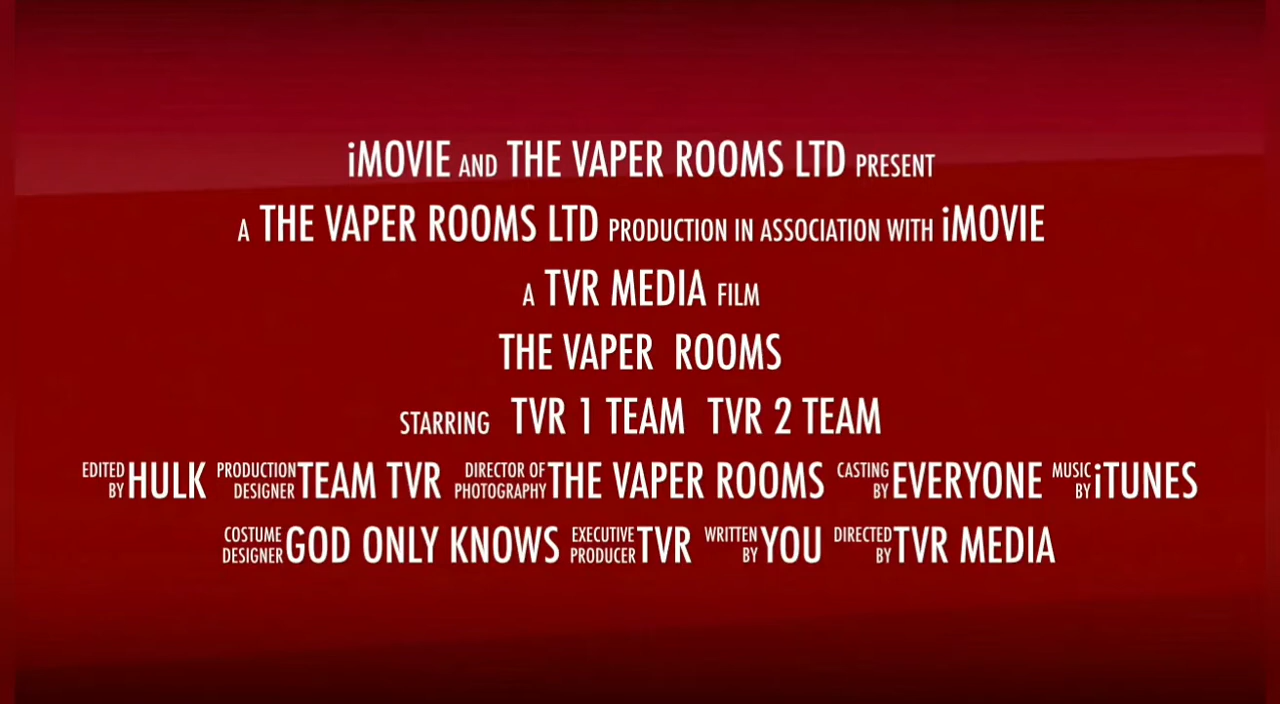 iMOVIE AND THE VAPER ROOMS LTD PRESENT
A THE VAPER ROOMS LTD PRODUCTION IN ASSOCIATION WITH iMOVIE
A TVR MEDIA FILM
THE VAPER ROOMS
STARRING TVR 1 TEAM TVR 2 TEAM
EDITED BY HULK PRODUCTION DESIGNER TEAM TVR DIRECTOR OF PHOTOGRAPHY THE VAPER ROOMS CASTING BY EVERYONE MUSIC BY iTUNES
COSTUME DESIGNER GOD ONLY KNOWS EXECUTIVE PRODUCER TVR WRITTEN BY YOU DIRECTED BY TVR MEDIA